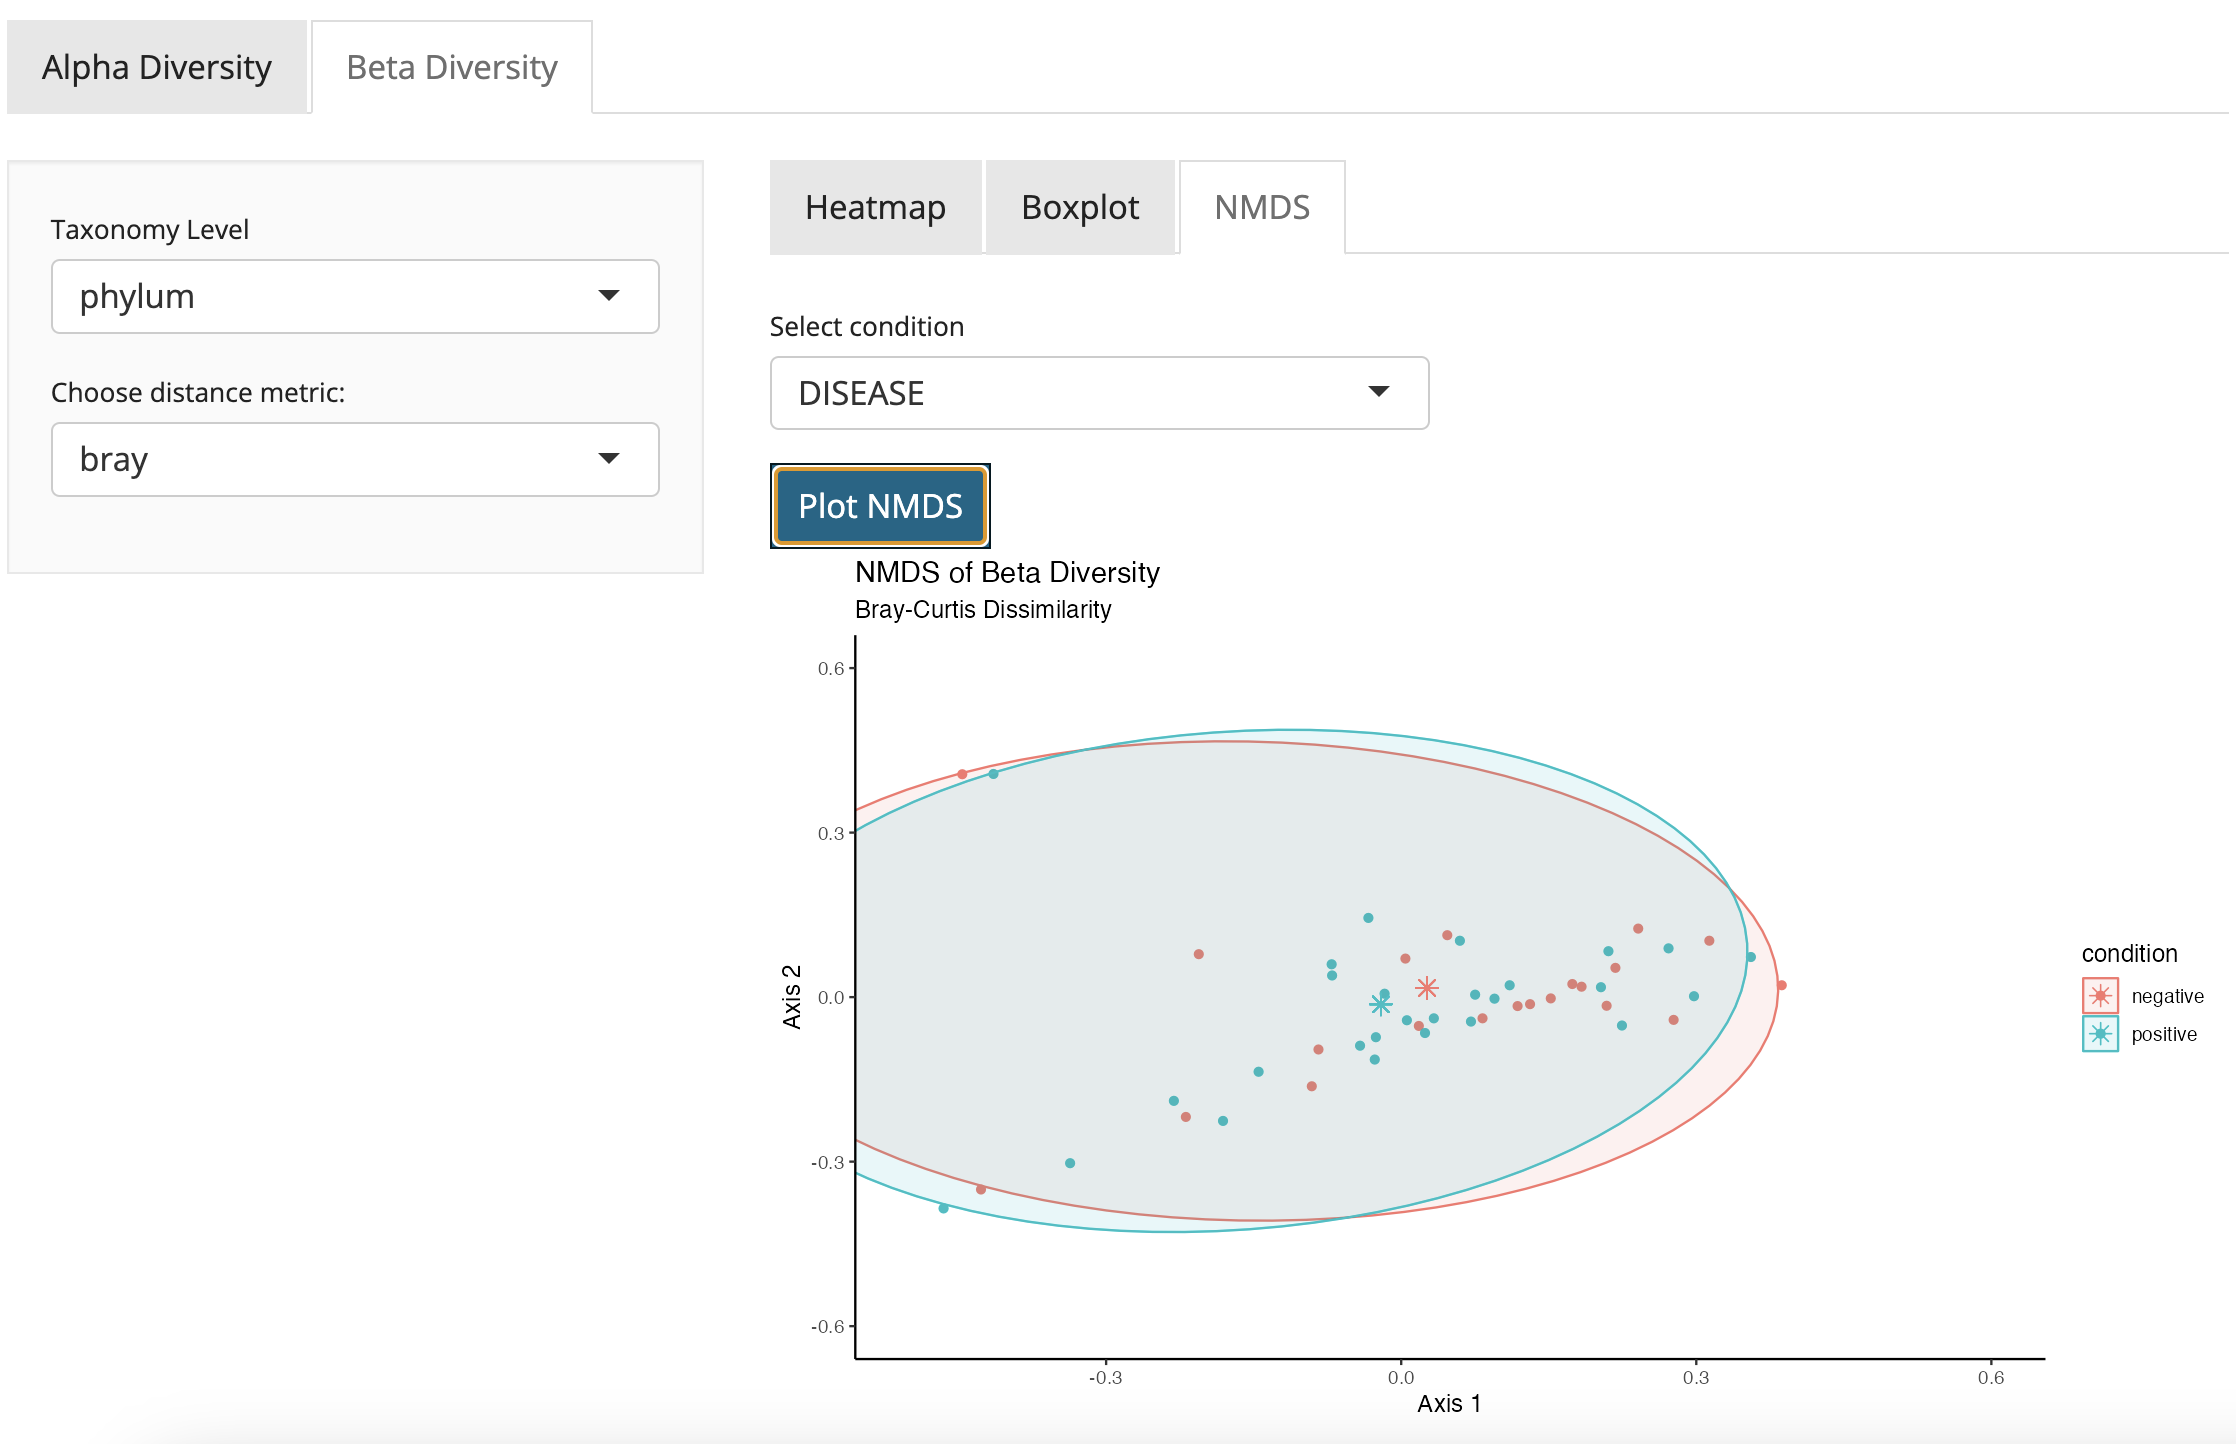 Alpha Diversity
Beta Diversity
Taxonomy Level
phylum
Choose distance metric:
bray
Heatmap
Boxplot
NMDS
Select condition
DISEASE
Plot NMDS
NMDS of Beta Diversity
Bray-Curtis Dissimilarity
0.6
0.3
0.0
-0.3
-0.6
Axis 2
-0.3
0.0
0.3
0.6
Axis 1
condition
negative
positive